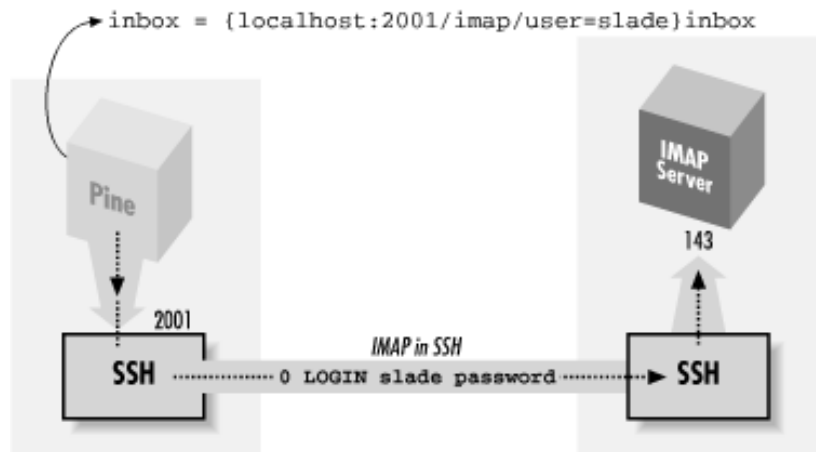 inbox = {localhost:2001/imap/user=slade}inbox
Pine
IMAP
Server
143
2001
IMAP in SSH
SSH
0 LOGIN slade password
SSH